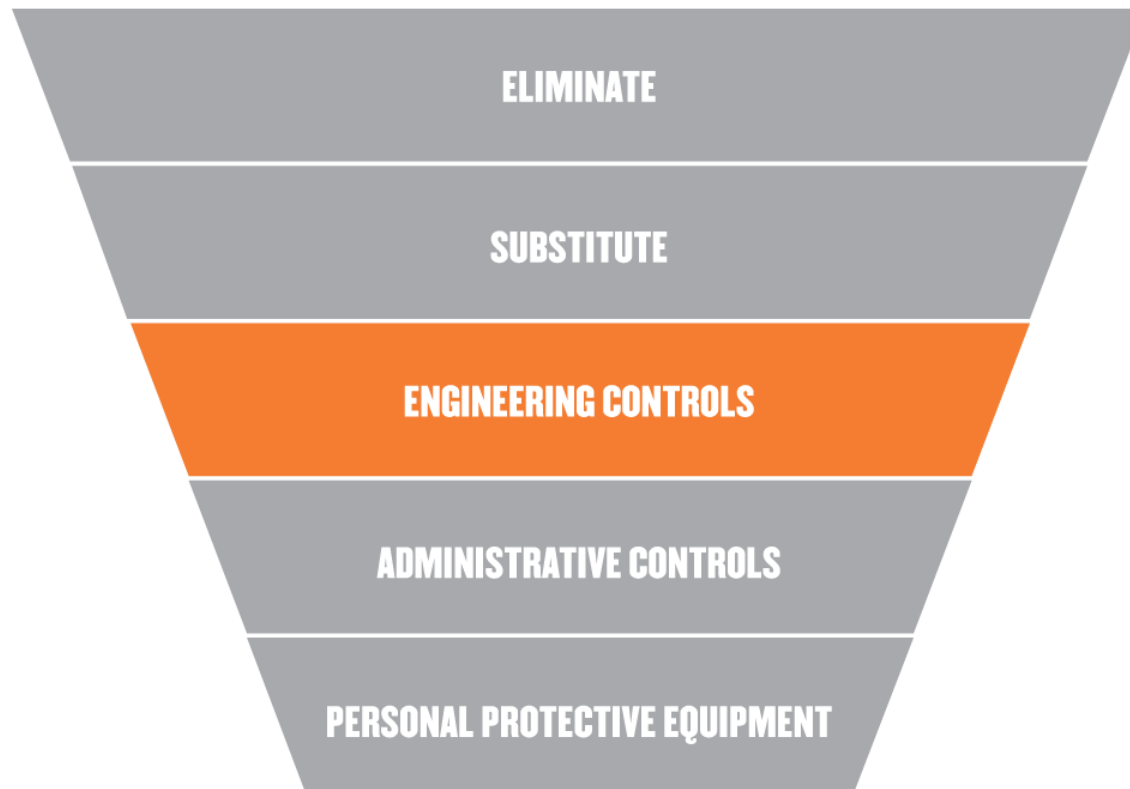 ELIMINATE
SUBSTITUTE
ENGINEERING CONTROLS
ADMINISTRATIVE CONTROLS
PERSONAL PROTECTIVE EQUIPMENT